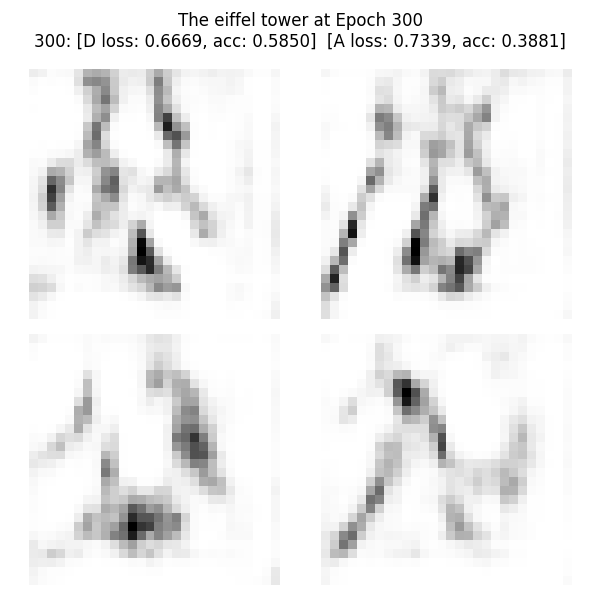 The eiffel tower at Epoch 300
300: [D loss: 0.6669, acc: 0.5850]  [A loss: 0.7339, acc: 0.3881]